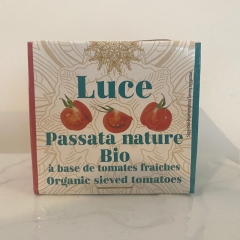 Luce
Passata nature
Bio
à base de tomates fraîches
Organic sieved tomatoes